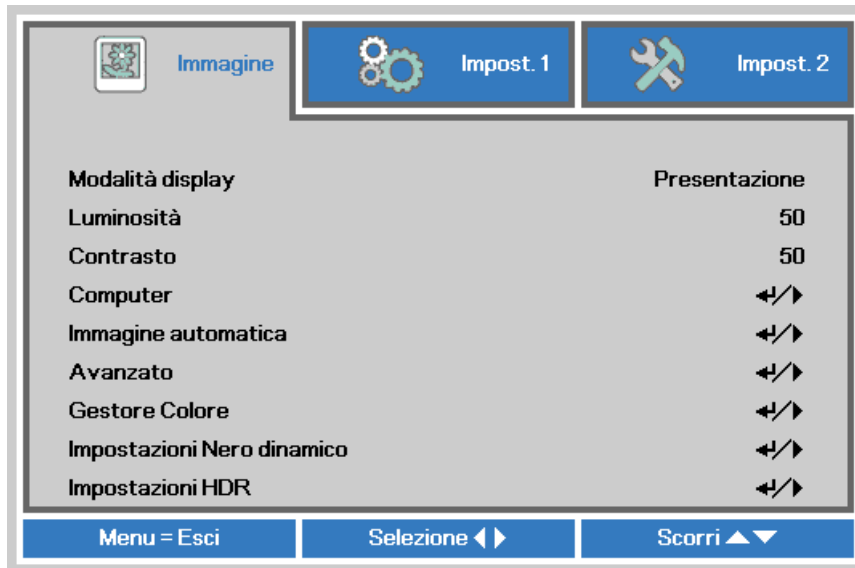 Immagine Impost. 1 Impost. 2
Modalità display Presentazione
Luminosità 50
Contrasto 50
Computer ↵/▶
Immagine automatica ↵/▶
Avanzato ↵/▶
Gestore Colore ↵/▶
Impostazioni Nero dinamico ↵/▶
Impostazioni HDR ↵/▶
Menu = Esci Selezione ◀▶ Scorri ▲▼